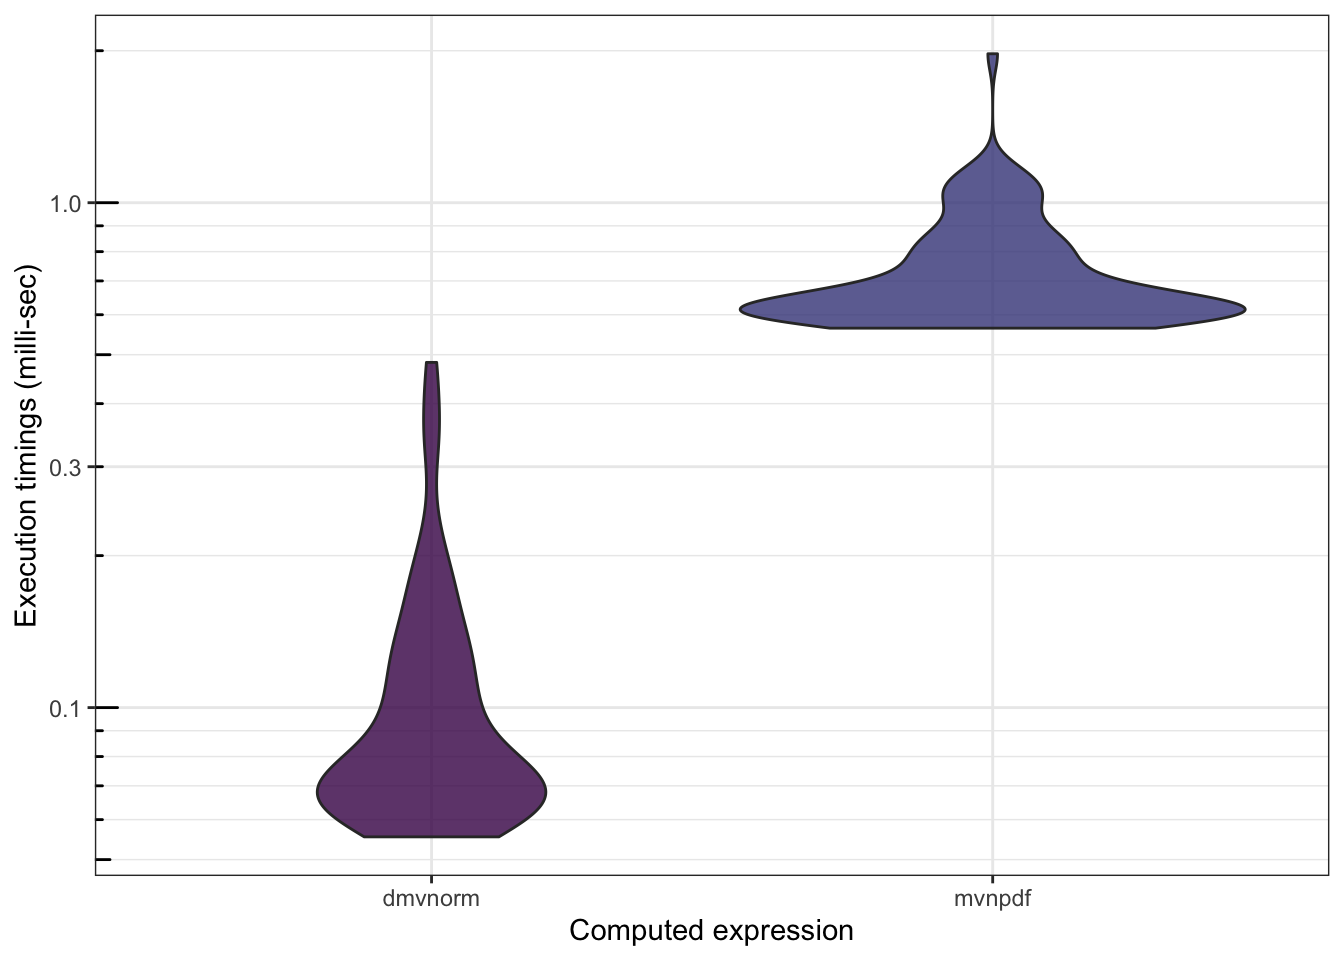 Execution timings (milli-sec)
1.0
0.3
0.1
dmvnorm
mvnpdf
Computed expression